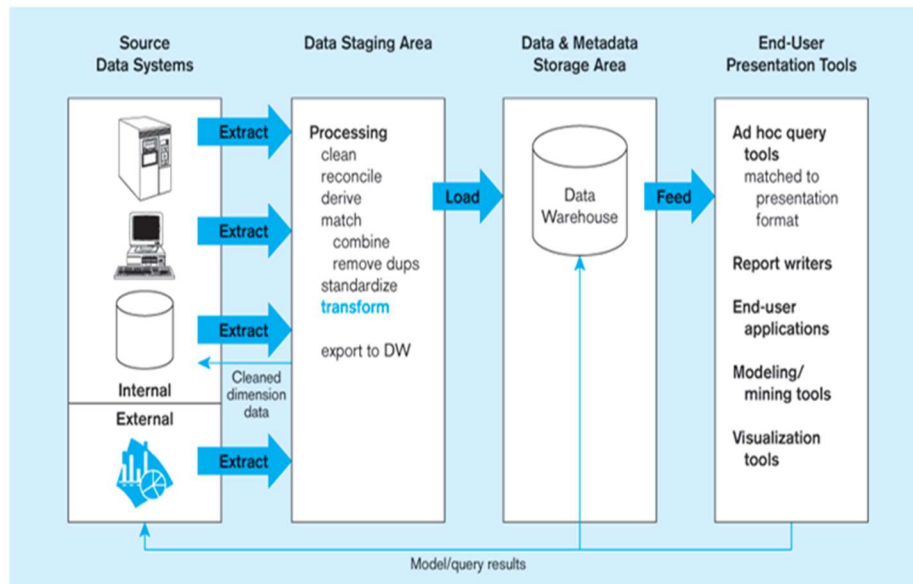 Source
Data Systems
Data Staging Area
Data & Metadata
Storage Area
End-User
Presentation Tools
Extract
Extract
Extract
Internal
External
Extract
Cleaned
dimension
data
Processing
clean
reconcile
derive
match
combine
remove dups
standardize
transform
export to DW
Load
Data
Warehouse
Feed
Ad hoc query
tools
matched to
presentation
format
Report writers
End-user
applications
Modeling/
mining tools
Visualization
tools
Model/query results